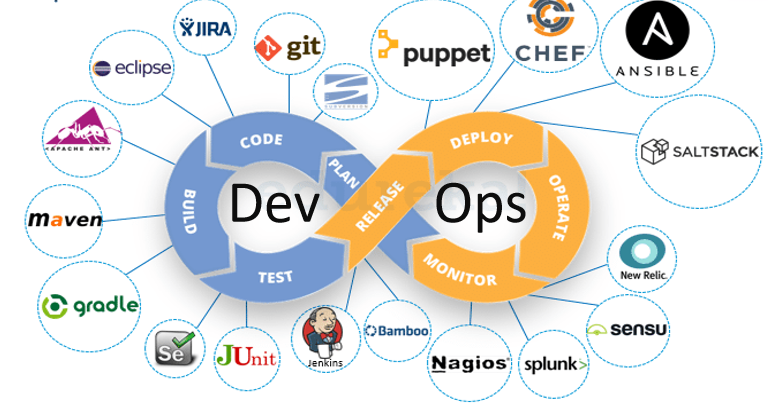 JIRA
git
puppet
CHEF
ANSIBLE
eclipse
SUBVERSION
APACHE ANT
CODE
PLAN
DEPLOY
SALTSTACK
BUILD
Dev
RELEASE
Ops
OPERATE
maven
TEST
MONITOR
New Relic.
gradle
Se
JUnit
Jenkins
Bamboo
Nagios®
splunk>
sensu